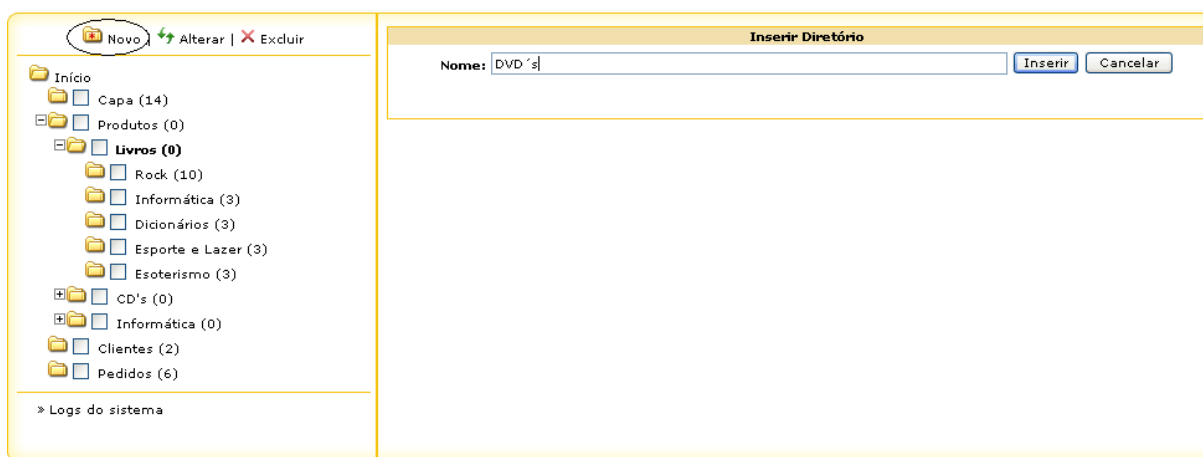 Novo | Alterar | Excluir
Início
Capa (14)
Produtos (0)
Livros (0)
Rock (10)
Informática (3)
Dicionários (3)
Esporte e Lazer (3)
Esoterismo (3)
CD's (0)
Informática (0)
Clientes (2)
Pedidos (6)
» Logs do sistema
Inserir Diretório
Nome: DVD´s Inserir Cancelar